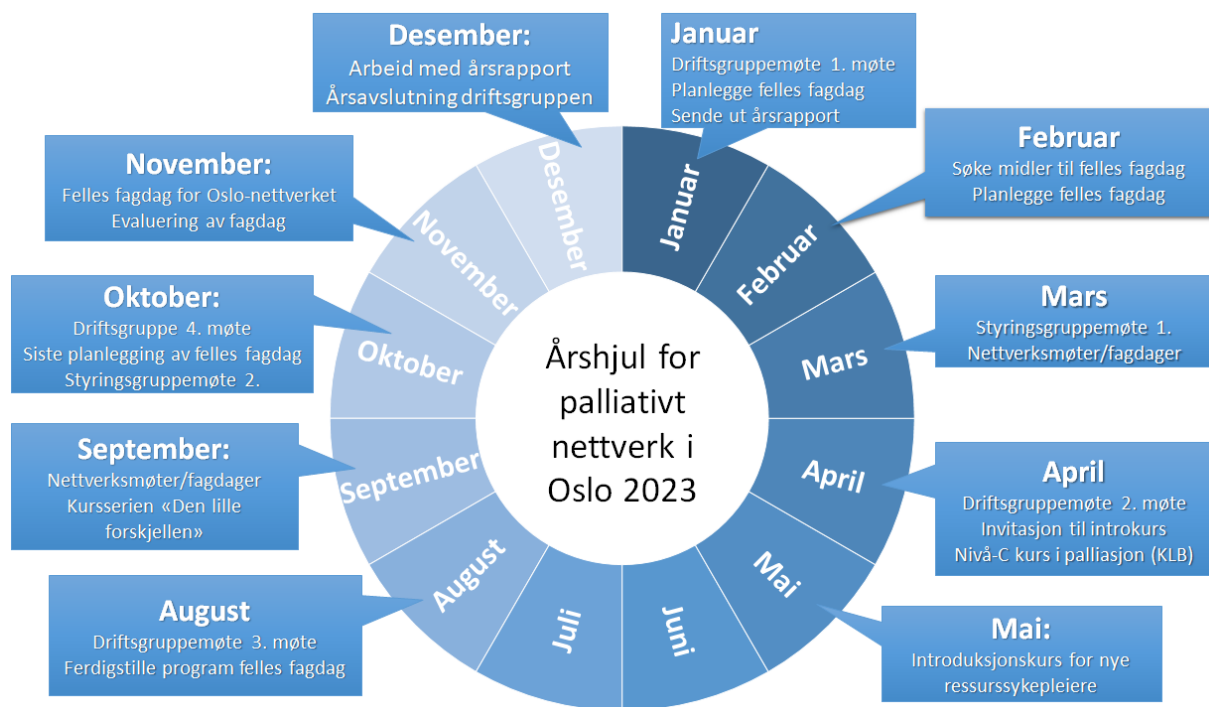 Desember:
Arbeid med årsrapport
Årsavslutning driftsgruppen
Januar
Driftsgruppemøte 1. møte
Planlegge felles fagdag
Sende ut årsrapport
Februar
Søke midler til felles fagdag
Planlegge felles fagdag
Mars
Styringsgruppemøte 1.
Nettverksmøter/fagdager
April
Driftsgruppemøte 2. møte
Invitasjon til introkurs
Nivå-C kurs i palliasjon (KLB)
Mai:
Introduksjonskurs for nye
ressurssykepleiere
August
Driftsgruppemøte 3. møte
Ferdigstille program felles fagdag
September:
Nettverksmøter/fagdager
Kursserien «Den lille
forskjellen»
Oktober:
Driftsgruppe 4. møte
Siste planlegging av felles fagdag
Styringsgruppemøte 2.
November:
Felles fagdag for Oslo-nettverket
Evaluering av fagdag
Januar
Februar
Mars
April
Mai
Juni
Juli
August
September
Oktober
November
Desember
Årshjul for
palliativt
nettverk i
Oslo 2023